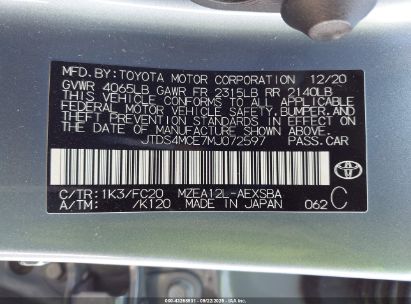 MFD.BY:TOYOTA MOTOR CORPORATION 12/20
GVWR 4065LB GAWR FR 2315LB RR 2140LB
THIS VEHICLE CONFORMS TO ALL APPLICABLE
FEDERAL MOTOR VEHICLE SAFETY, BUMPER, AND
THEFT PREVENTION STANDARDS IN EFFECT ON THE DATE
OF MANUFACTURE SHOWN ABOVE.
JTDS4MCE7MJ072597 PASS.CAR
C/TR:1K3/FC20 MZEA12L-AEXSBA
A/TM: /K120 MADE IN JAPAN 062 C
TOYOTA